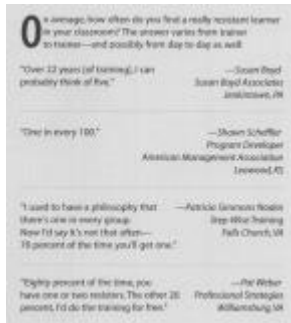 On average, how often do you find a really resistant learner
in your classroom? The answer varies from trainer
to trainer—and possibly from day to day as well:
"Over 22 years (of training), I can
probably think of five."
—Susan Boyd
Susan Boyd Associates
Jenkintown, PA
"One in every 100."
—Shawn Scheffler
Program Developer
American Management Association
Leawood, KS
"I used to have a philosophy that
there's one in every group.
Now I'd say it's not that often—
70 percent of the time you'll get one."
—Patricia Simmons
Step-Wise Training
Falls Church, VA
"Eighty percent of the time, you
have one or two resisters. The other 20
percent, I'd do the training for free."
—Pat Weber
Professional Strategies
Williamsburg, VA